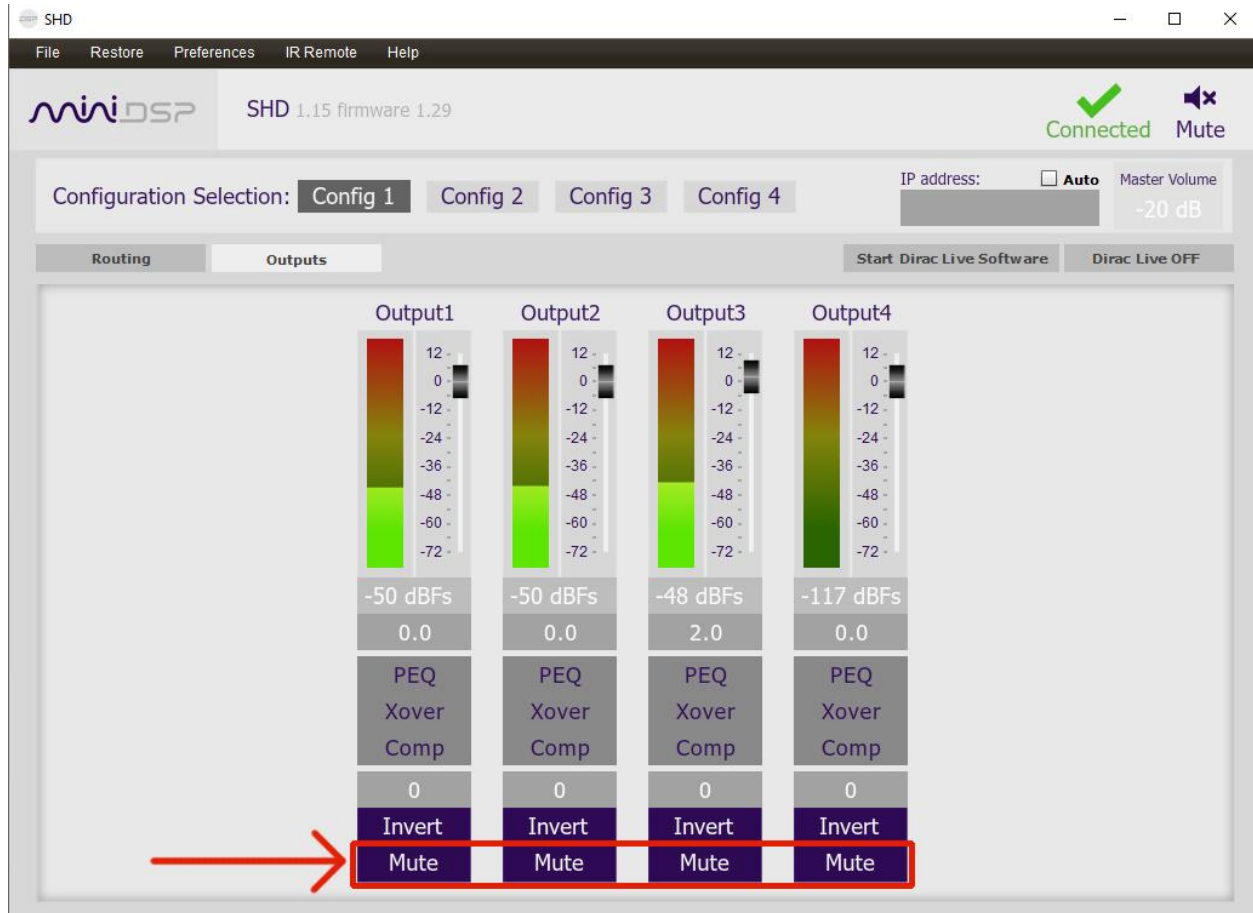 SHD
File Restore Preferences IR Remote Help
miniDSP SHD 1.15 firmware 1.29
Connected Mute
Configuration Selection: Config 1 Config 2 Config 3 Config 4
IP address: Auto Master Volume
-20 dB
Routing Outputs Start Dirac Live Software Dirac Live OFF
Output1 Output2 Output3 Output4
12 12 12 12
0 0 0 0
-12 -12 -12 -12
-24 -24 -24 -24
-36 -36 -36 -36
-48 -48 -48 -48
-60 -60 -60 -60
-72 -72 -72 -72
-50 dBFs -50 dBFs -48 dBFs -117 dBFs
0.0 0.0 2.0 0.0
PEQ PEQ PEQ PEQ
Xover Xover Xover Xover
Comp Comp Comp Comp
0 0 0 0
Invert Invert Invert Invert
Mute Mute Mute Mute